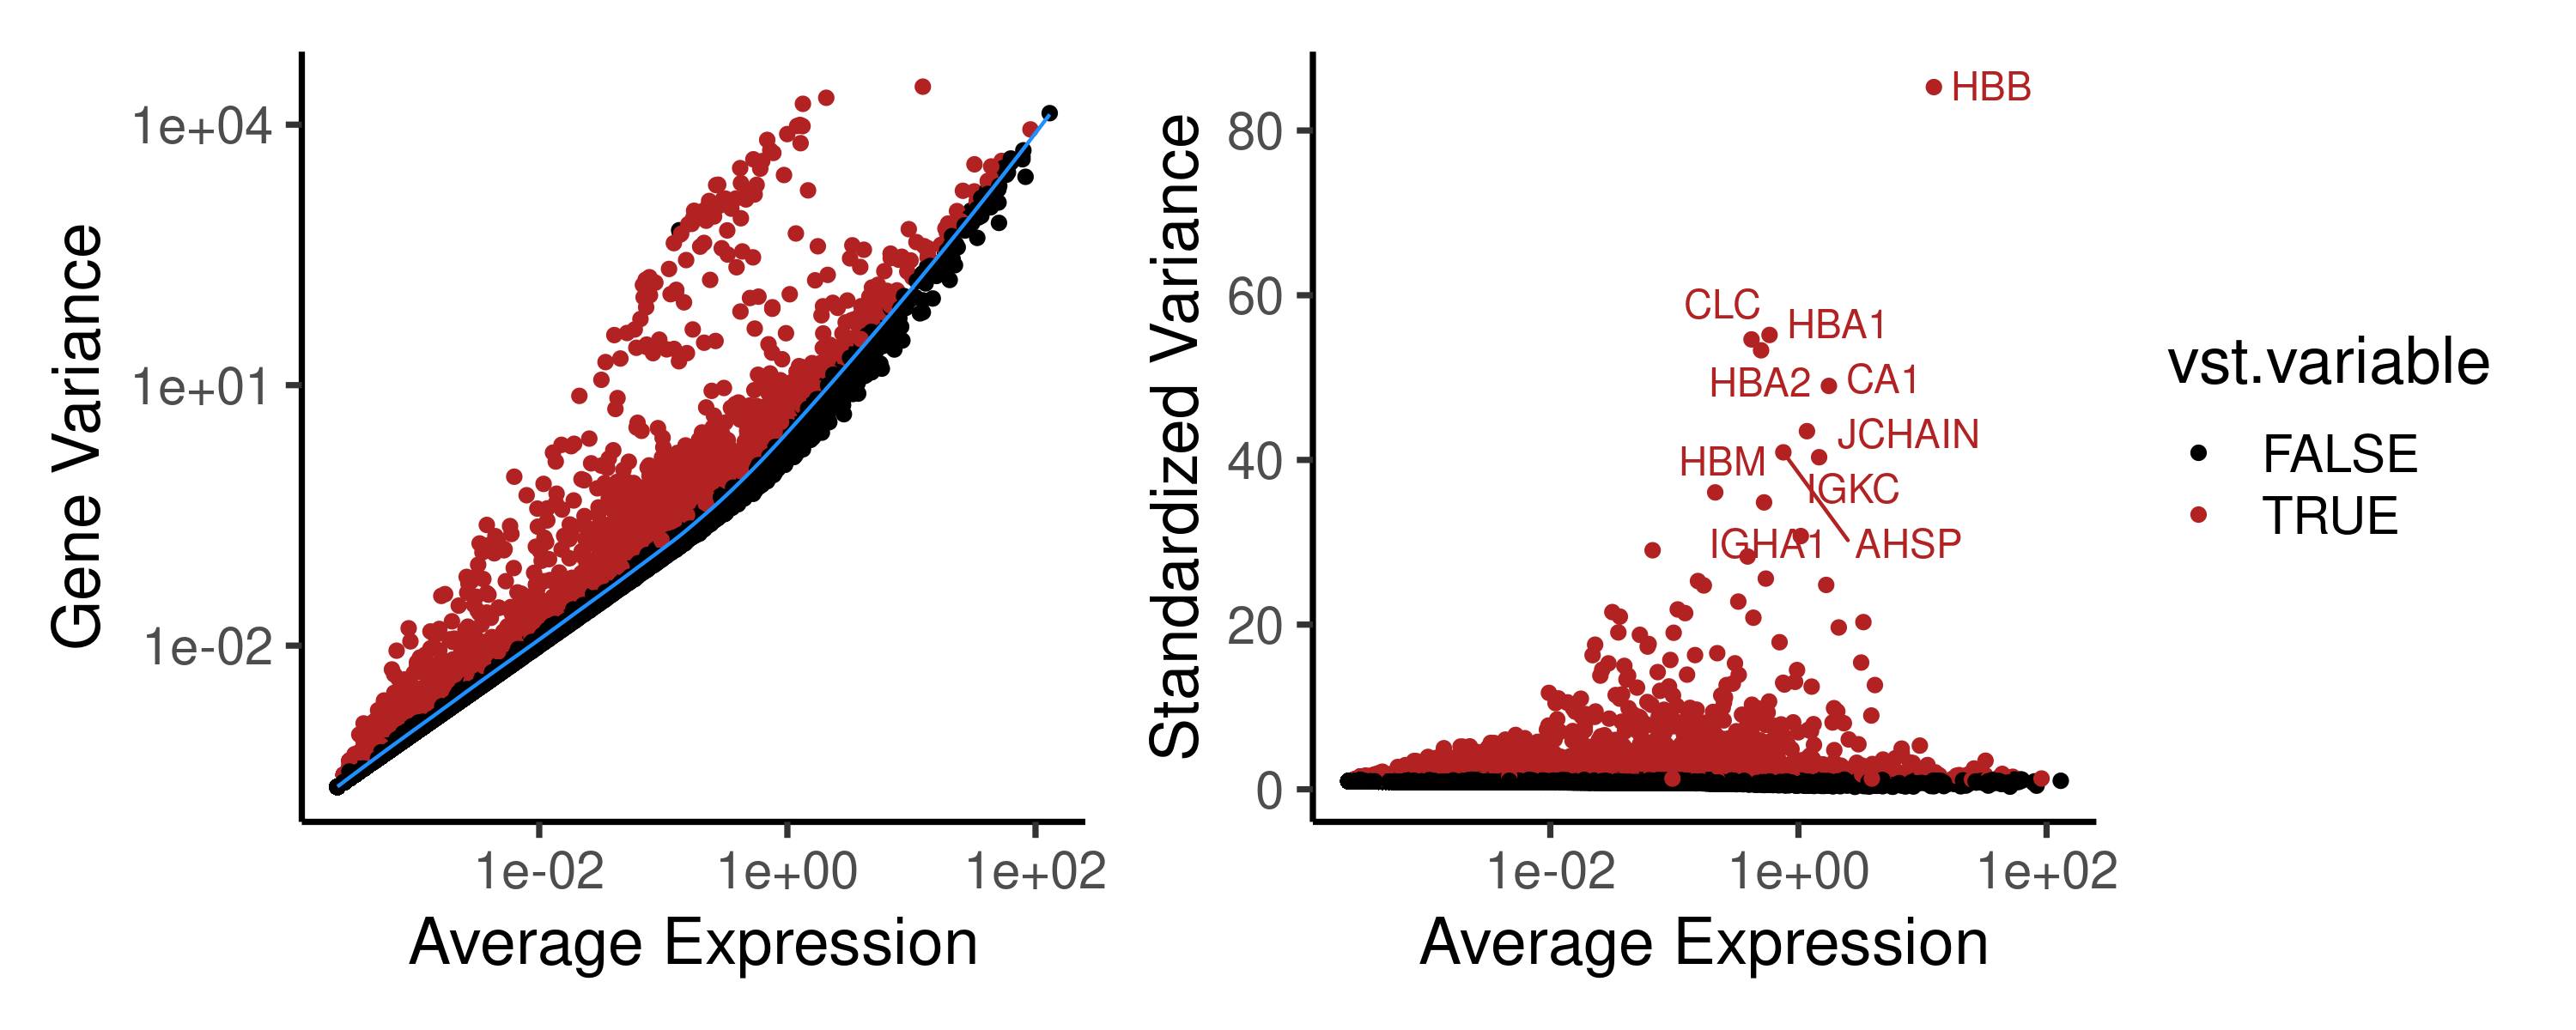 Gene Variance
1e+04
1e+01
1e-02
1e-02
1e+00
1e+02
Average Expression
Standardized Variance
80
60
40
20
0
HBB
CLC
HBA1
HBA2
CA1
JCHAIN
HBM
IGKC
IGHA1
AHSP
1e-02
1e+00
1e+02
Average Expression
vst.variable
FALSE
TRUE